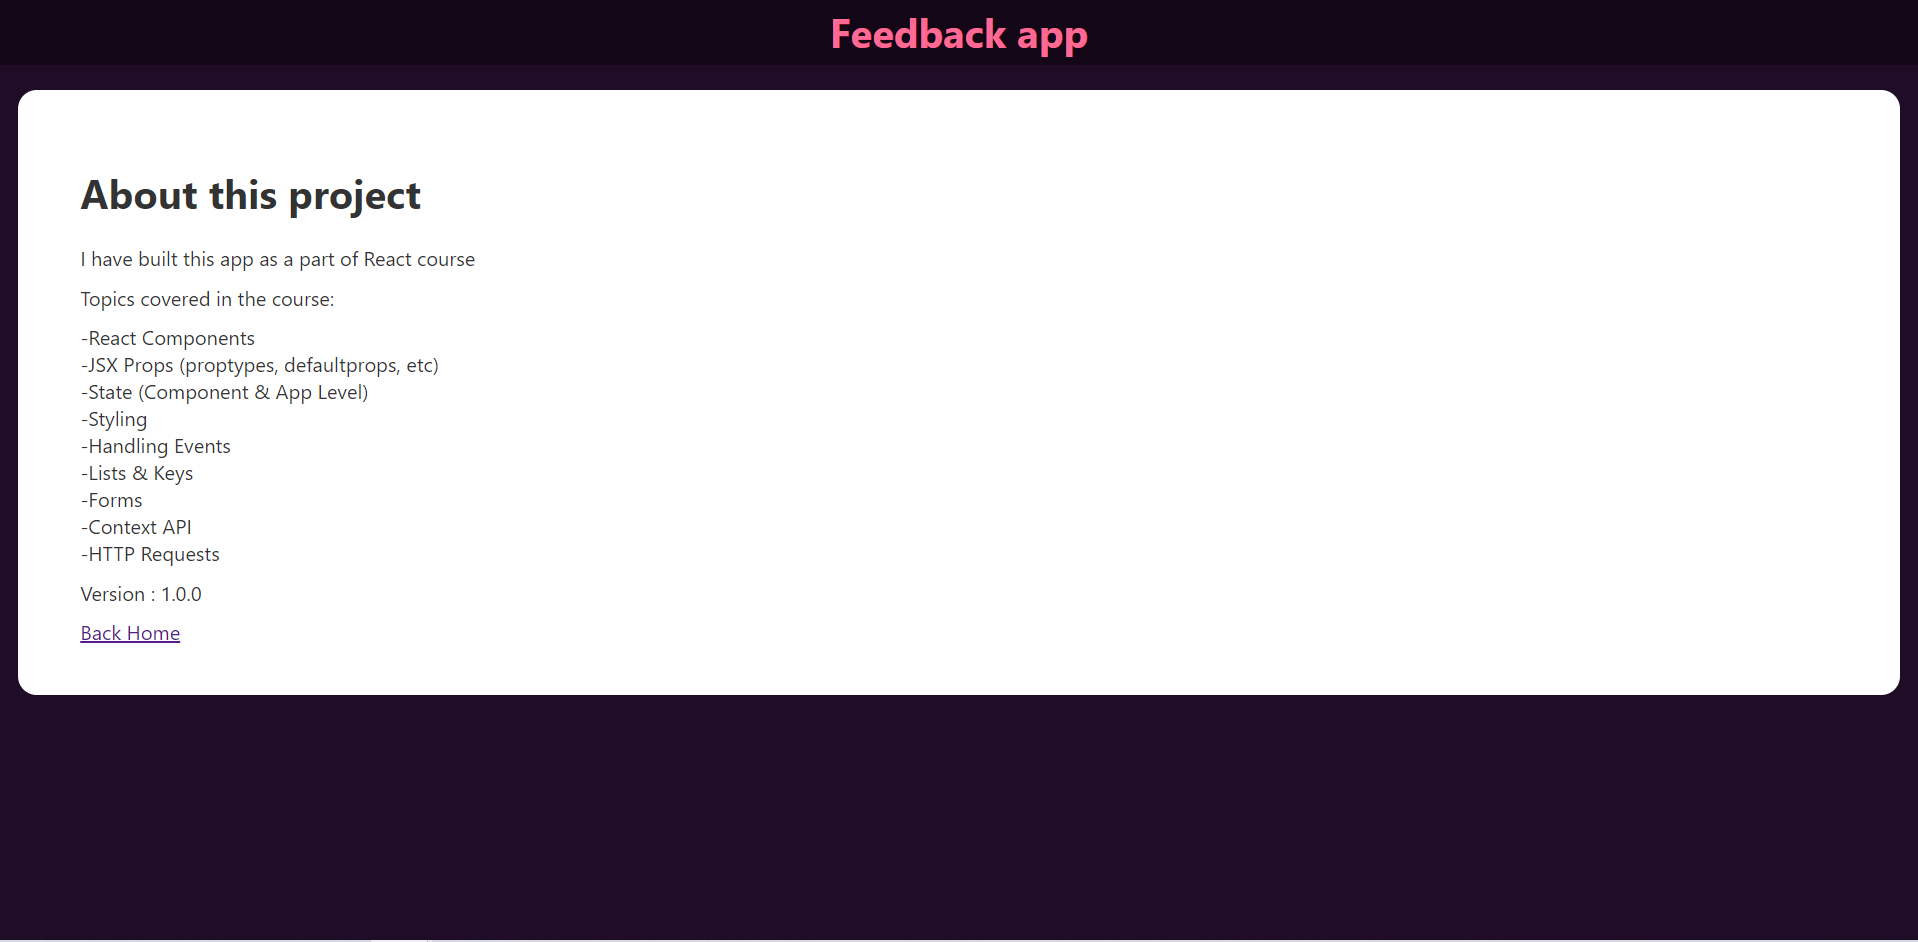 Feedback app
About this project
I have built this app as a part of React course
Topics covered in the course:
-React Components
-JSX Props (proptypes, defaultprops, etc)
-State (Component & App Level)
-Styling
-Handling Events
-Lists & Keys
-Forms
-Context API
-HTTP Requests
Version : 1.0.0
Back Home